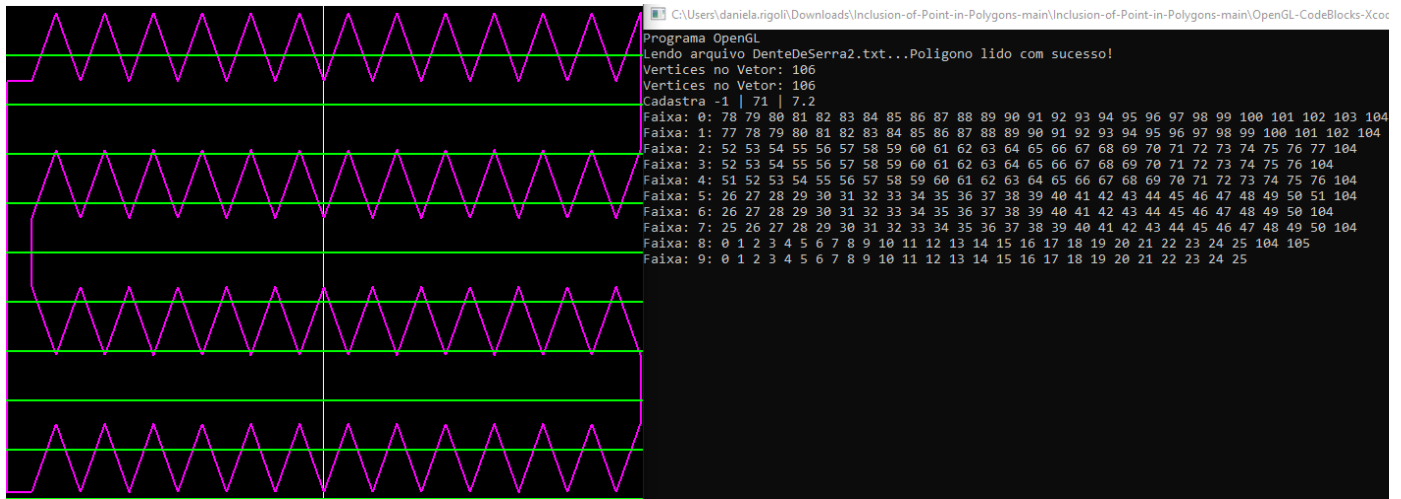 C:\Users\daniela.rigoli\Downloads\Inclusion-of-Point-in-Polygons-main\Inclusion-of-Point-in-Polygons-main\OpenGL-CodeBlocks-Xcoc
Programa OpenGL
Lendo arquivo DenteDeSerra2.txt...Poligono lido com sucesso!
Vertices no Vetor: 106
Vertices no Vetor: 106
Cadastra -1 | 71 | 7.2
Faixa: 0: 78 79 80 81 82 83 84 85 86 87 88 89 90 91 92 93 94 95 96 97 98 99 100 101 102 103 104
Faixa: 1: 77 78 79 80 81 82 83 84 85 86 87 88 89 90 91 92 93 94 95 96 97 98 99 100 101 102 104
Faixa: 2: 52 53 54 55 56 57 58 59 60 61 62 63 64 65 66 67 68 69 70 71 72 73 74 75 76 77 104
Faixa: 3: 52 53 54 55 56 57 58 59 60 61 62 63 64 65 66 67 68 69 70 71 72 73 74 75 76 104
Faixa: 4: 51 52 53 54 55 56 57 58 59 60 61 62 63 64 65 66 67 68 69 70 71 72 73 74 75 76 104
Faixa: 5: 26 27 28 29 30 31 32 33 34 35 36 37 38 39 40 41 42 43 44 45 46 47 48 49 50 51 104
Faixa: 6: 26 27 28 29 30 31 32 33 34 35 36 37 38 39 40 41 42 43 44 45 46 47 48 49 50 104
Faixa: 7: 25 26 27 28 29 30 31 32 33 34 35 36 37 38 39 40 41 42 43 44 45 46 47 48 49 50 104
Faixa: 8: 0 1 2 3 4 5 6 7 8 9 10 11 12 13 14 15 16 17 18 19 20 21 22 23 24 25 104 105
Faixa: 9: 0 1 2 3 4 5 6 7 8 9 10 11 12 13 14 15 16 17 18 19 20 21 22 23 24 25